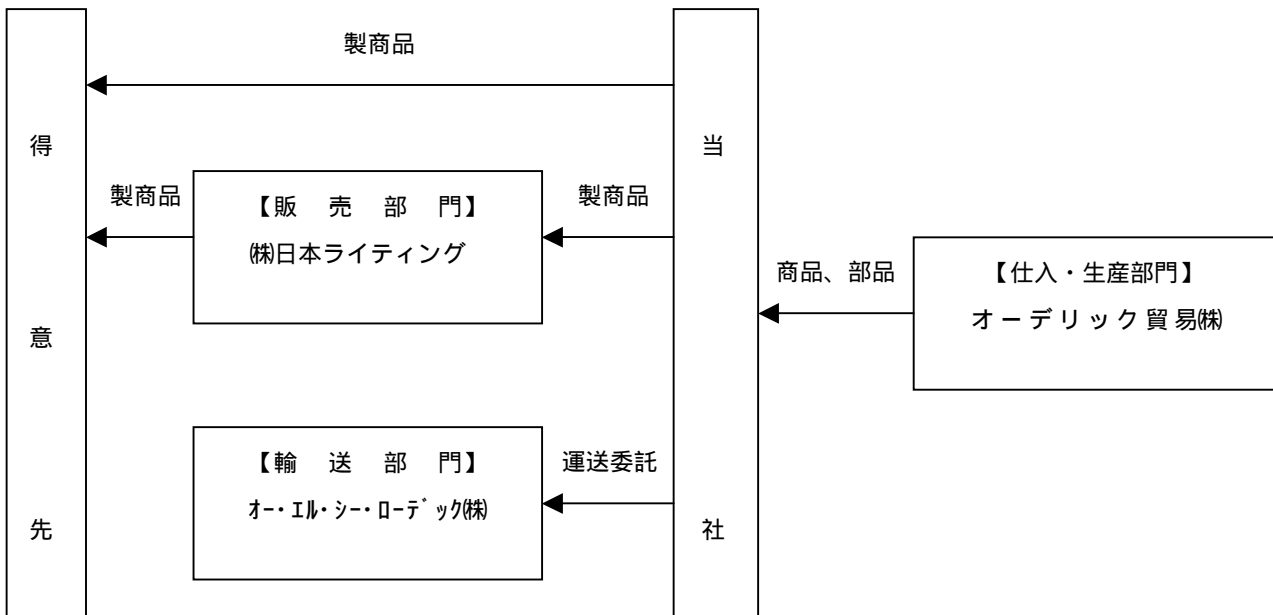 製商品
得意先
製商品
【販売部門】
㈱日本ライティング
製商品
当社
商品、部品
【仕入・生産部門】
オーデリック貿易㈱
【輸送部門】
オー・エル・シー・ローデック㈱
運送委託